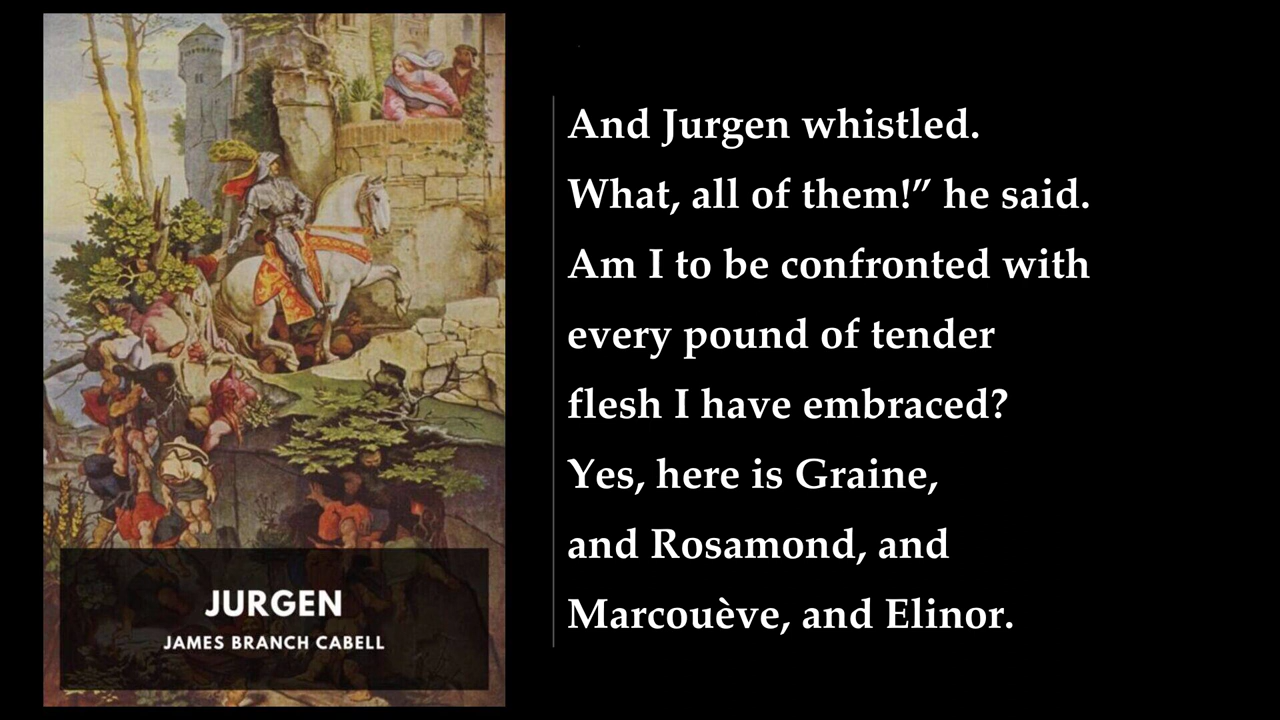 JURGEN
JAMES BRANCH CABELL
And Jurgen whistled.
What, all of them!” he said.
Am I to be confronted with
every pound of tender
flesh I have embraced?
Yes, here is Graine,
and Rosamond, and
Marcouève, and Elinor.